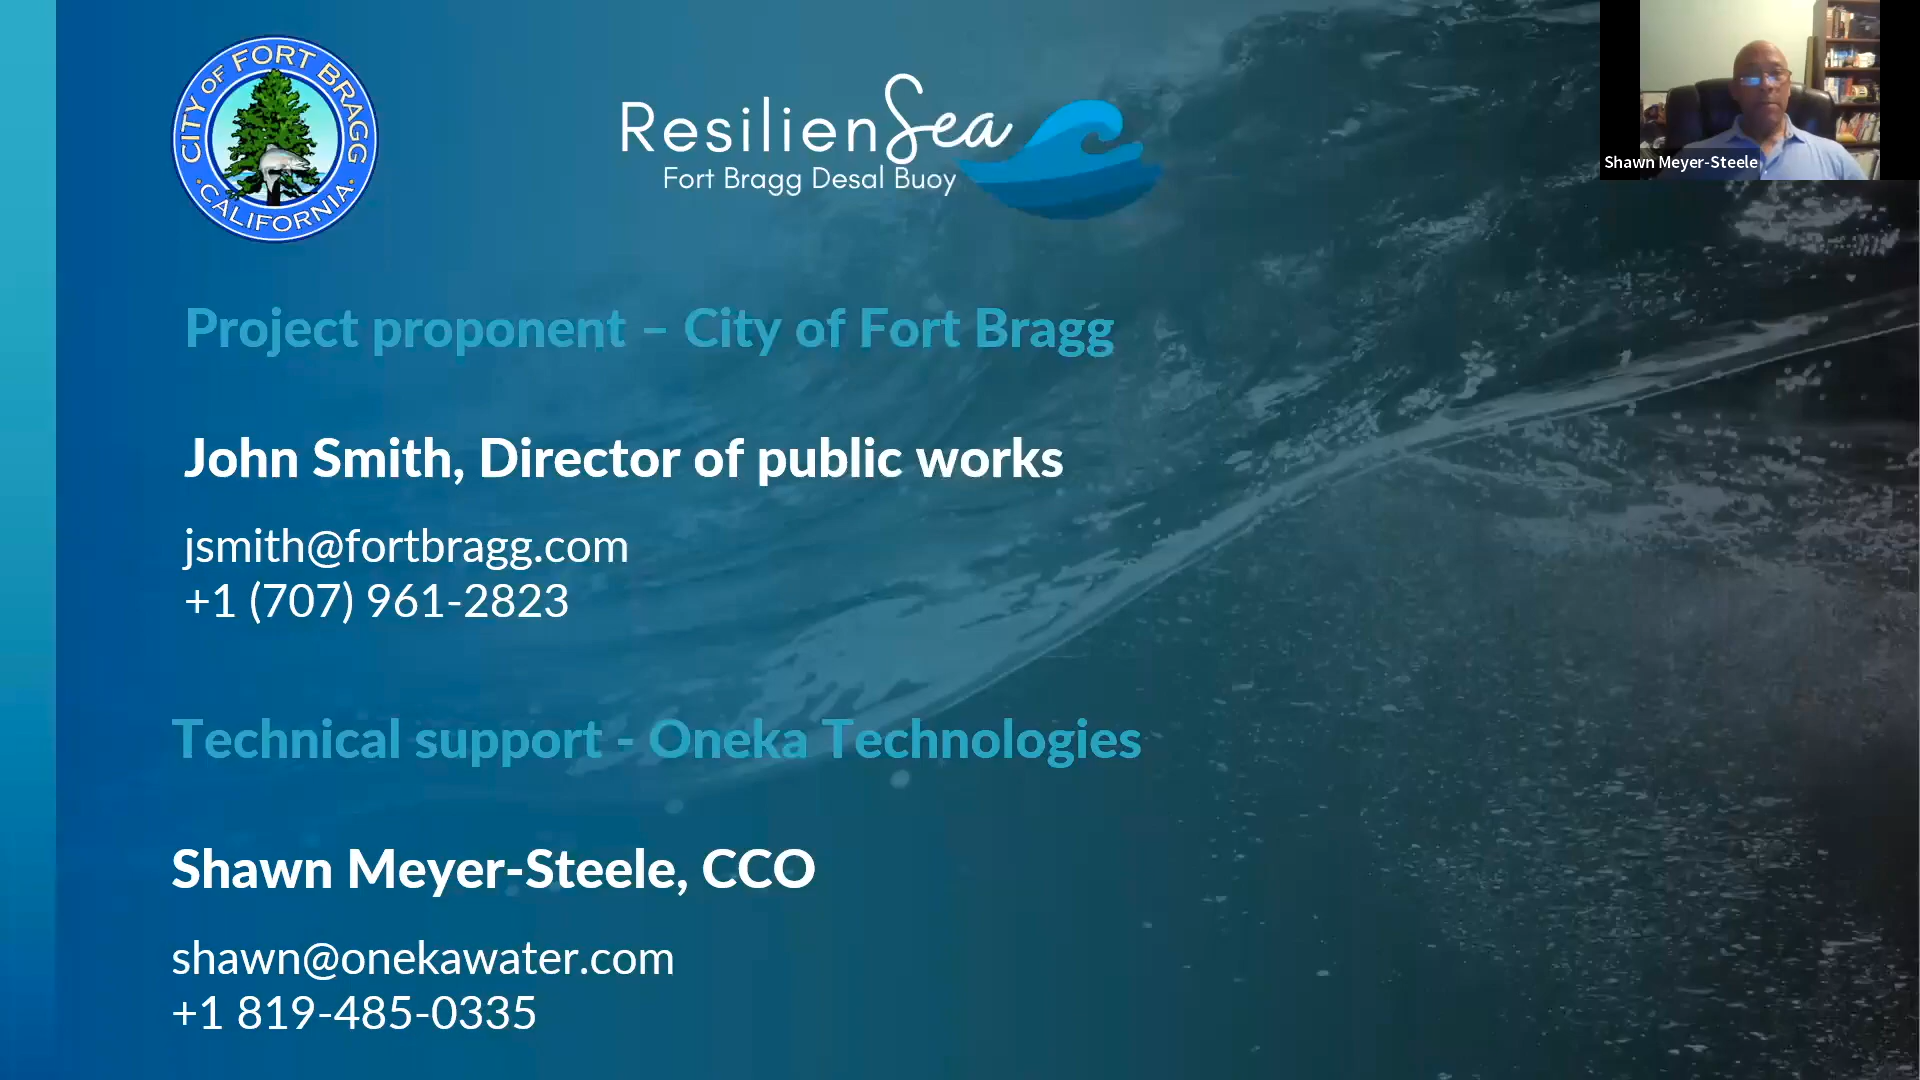 CITY OF FORT BRAGG
CALIFORNIA
ResilienSea
Fort Bragg Desal Buoy
Shawn Meyer-Steele
Project proponent – City of Fort Bragg
John Smith, Director of public works
jsmith@fortbragg.com
+1 (707) 961-2823
Technical support - Oneka Technologies
Shawn Meyer-Steele, CCO
shawn@onekawater.com
+1 819-485-0335